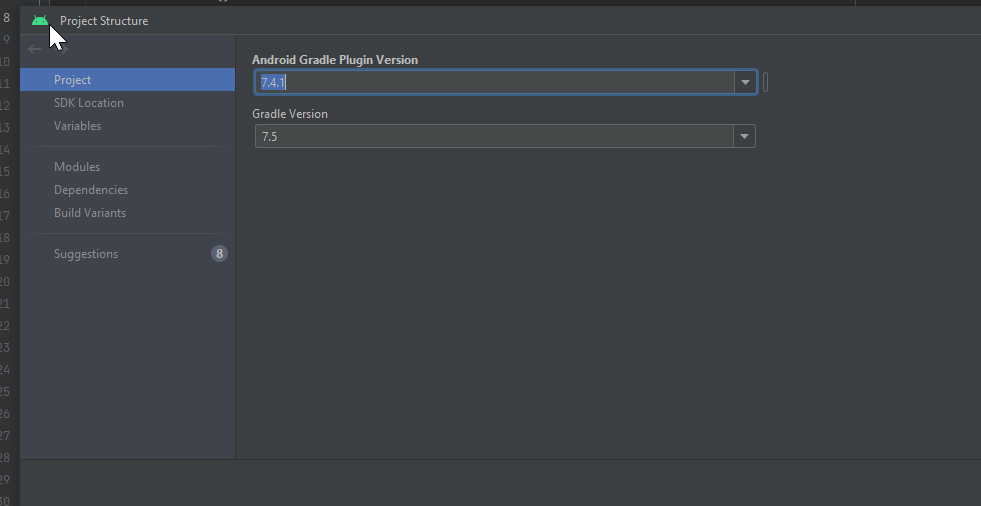 Project Structure
8
9
10
11
12
13
14
15
16
17
18
19
20
21
22
23
24
25
26
27
28
29
30
Project
SDK Location
Variables
Modules
Dependencies
Build Variants
Suggestions 8
Android Gradle Plugin Version
7.4.1
Gradle Version
7.5